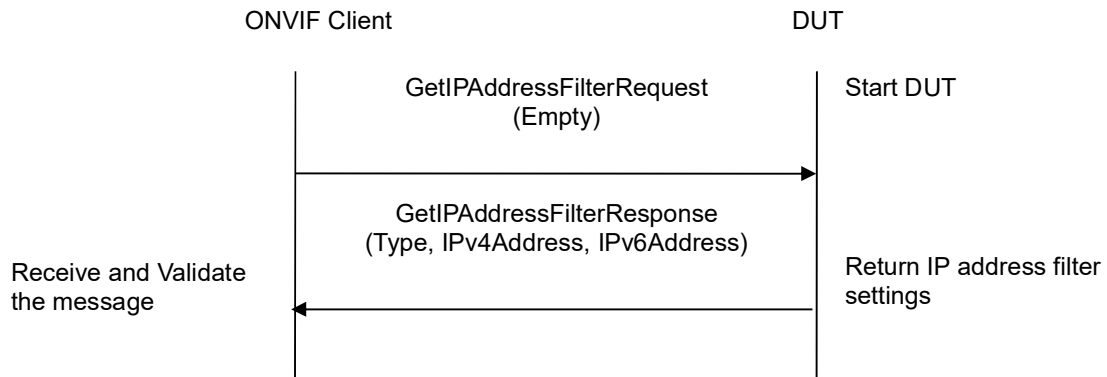 ONVIF Client
DUT
GetIPAddressFilterRequest
(Empty)
Start DUT
GetIPAddressFilterResponse
(Type, IPv4Address, IPv6Address)
Receive and Validate
the message
Return IP address filter
settings